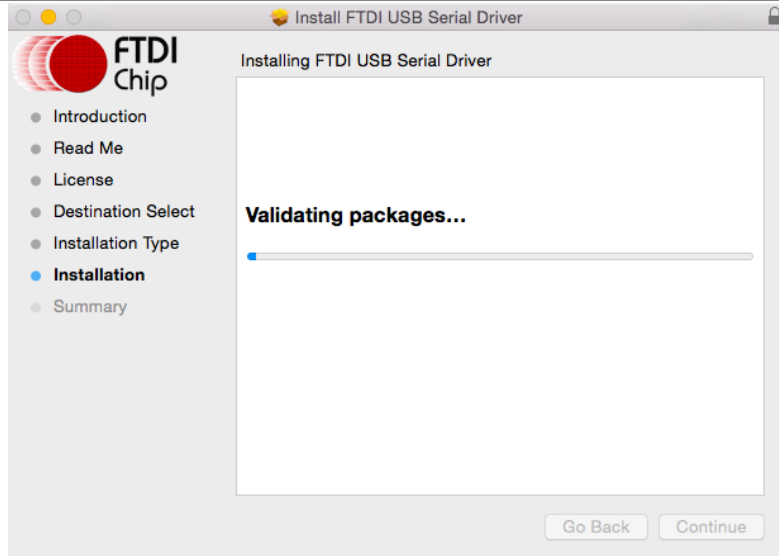 Install FTDI USB Serial Driver
FTDI
Chip
Installing FTDI USB Serial Driver
Introduction
Read Me
License
Destination Select
Installation Type
Installation
Summary
Validating packages...
Go Back
Continue